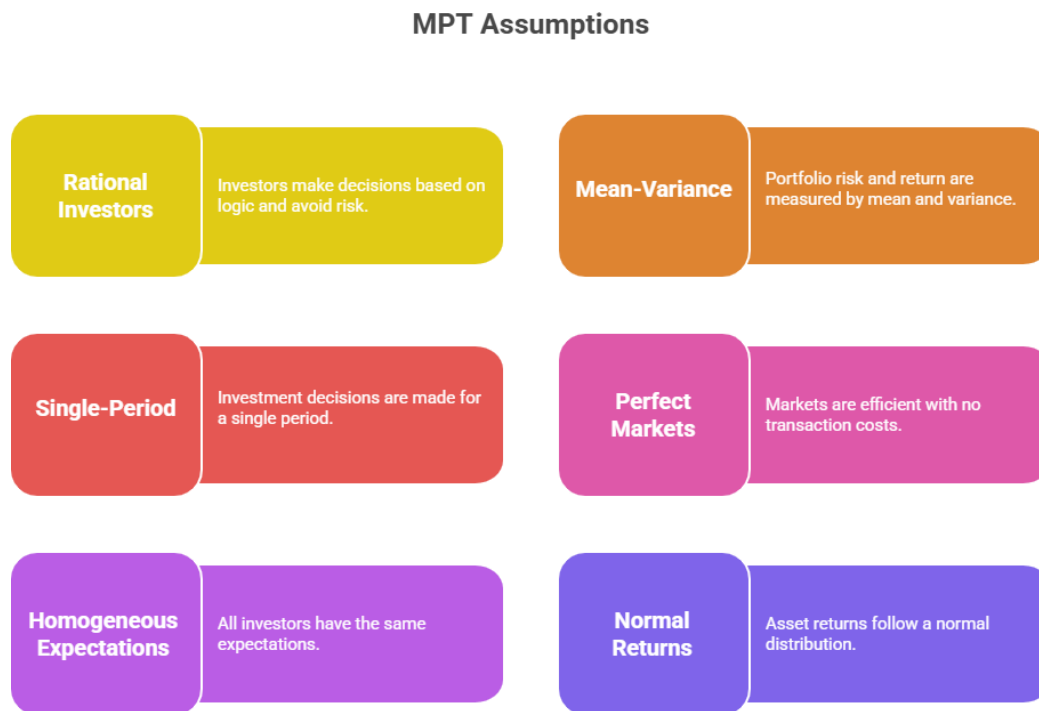 MPT Assumptions
Rational
Investors
Investors make decisions based on
logic and avoid risk.
Mean-Variance
Portfolio risk and return are
measured by mean and variance.
Single-Period
Investment decisions are made for
a single period.
Perfect
Markets
Markets are efficient with no
transaction costs.
Homogeneous
Expectations
All investors have the same
expectations.
Normal
Returns
Asset returns follow a normal
distribution.